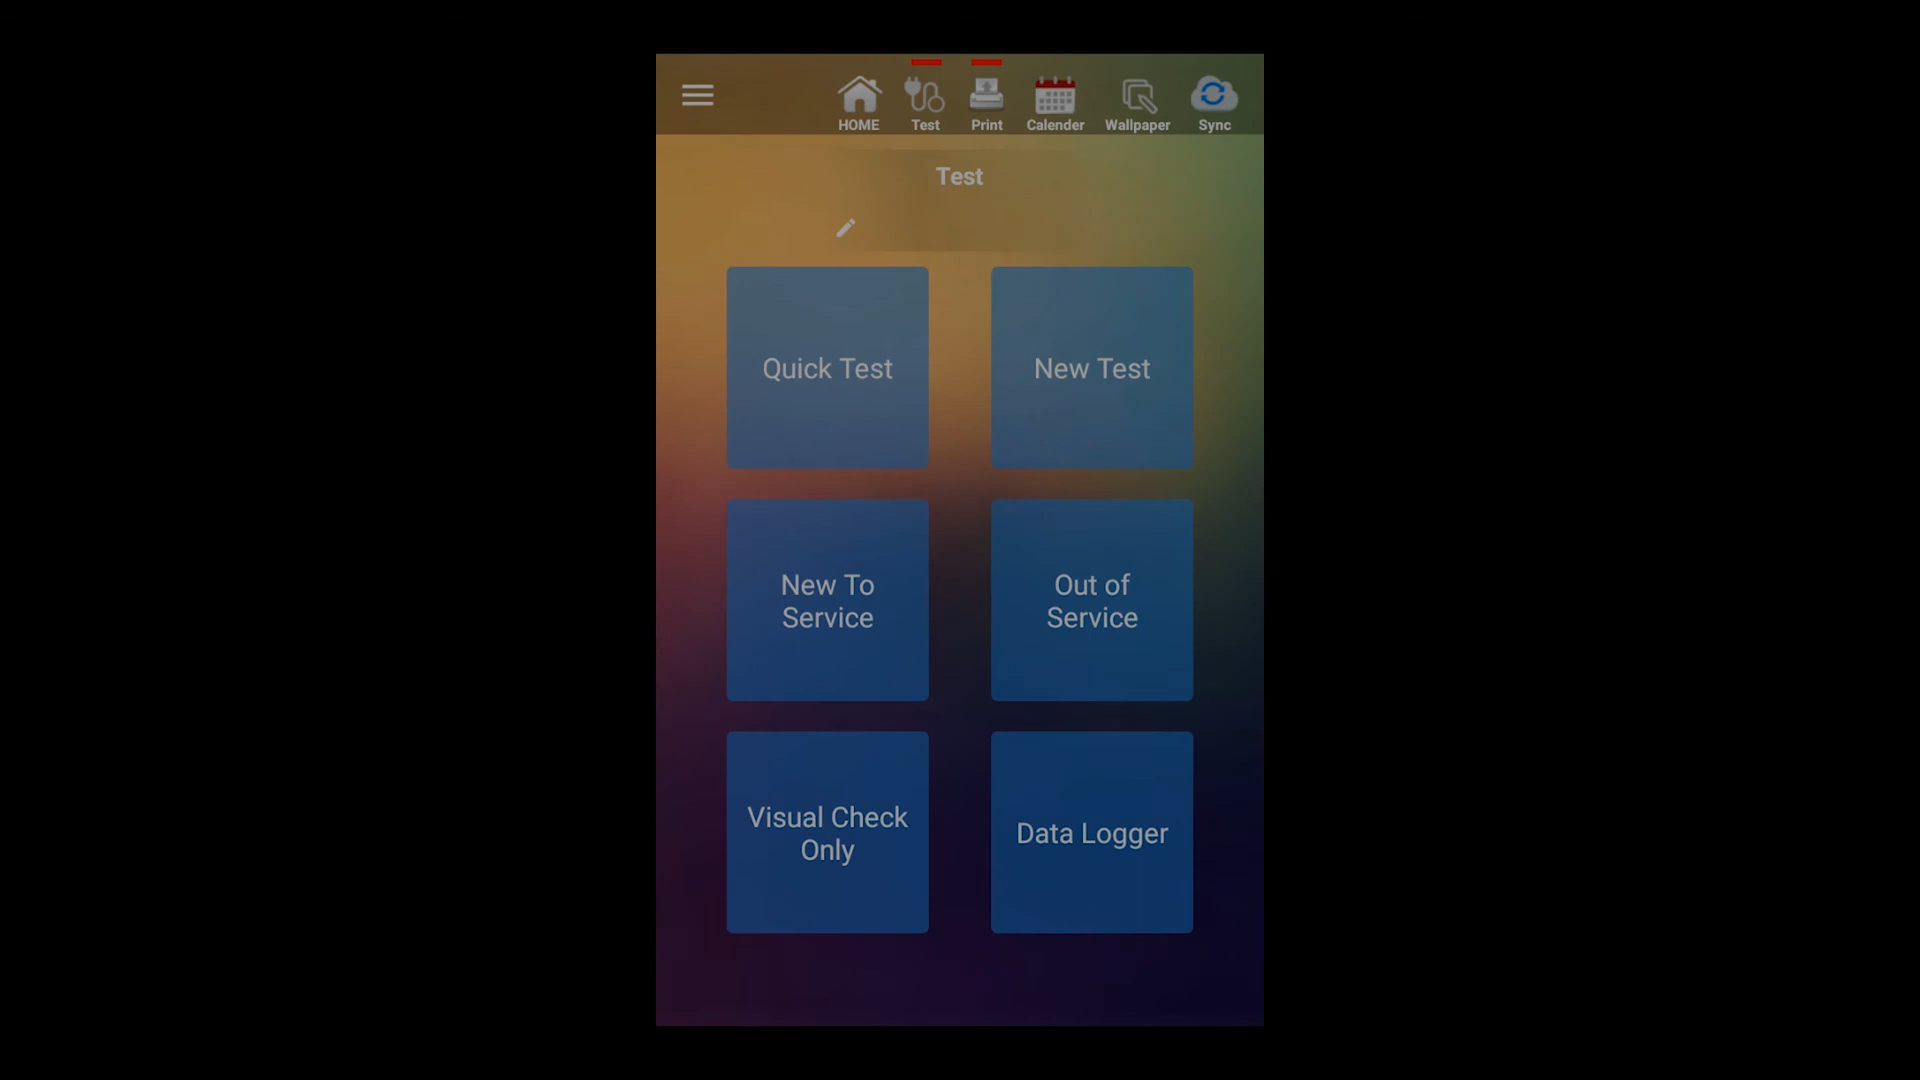 HOME Test Print Calender Wallpaper Sync
Test
Quick Test
New Test
New To
Service
Out of
Service
Visual Check
Only
Data Logger